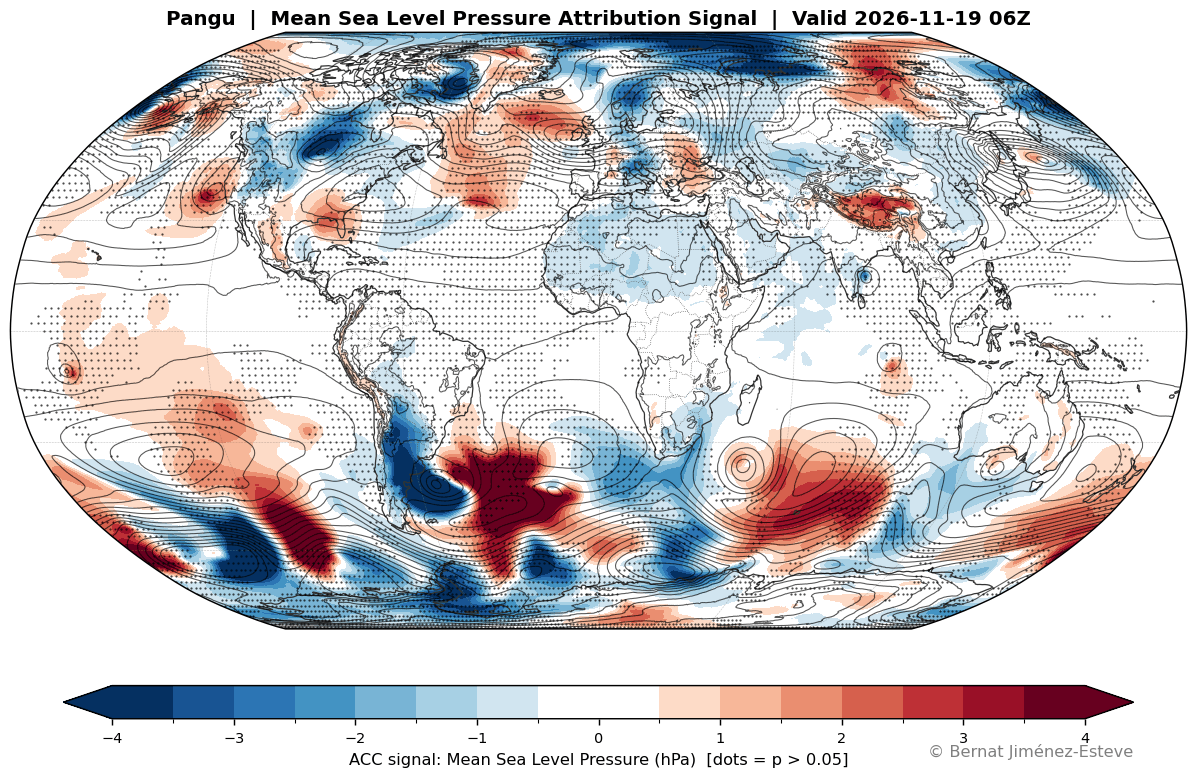 Pangu | Mean Sea Level Pressure Attribution Signal | Valid 2026-11-19 06Z
−4 −3 −2 −1 0 1 2 3 4
ACC signal: Mean Sea Level Pressure (hPa) [dots = p > 0.05]
© Bernat Jiménez-Esteve